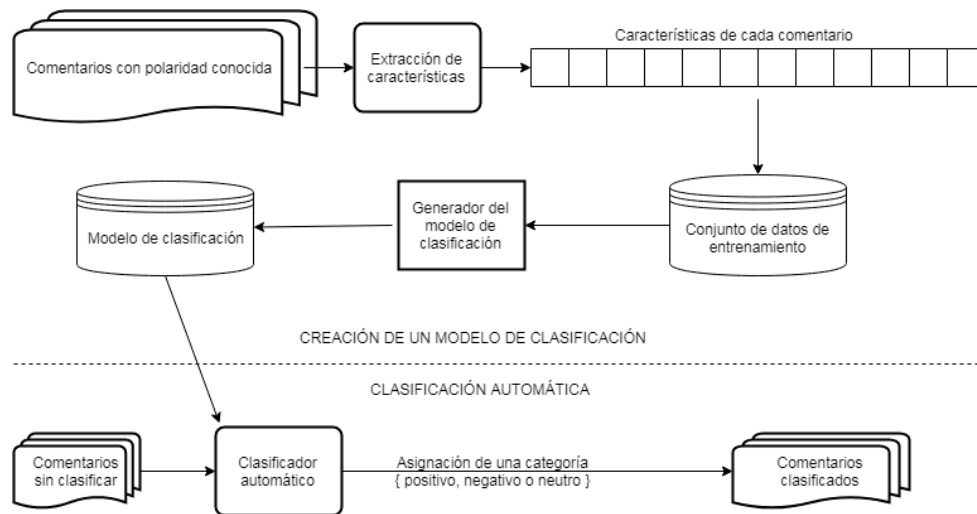 Comentarios con polaridad conocida
Extracción de
características
Características de cada comentario
Modelo de clasificación
Generador del
modelo de
clasificación
Conjunto de datos de
entrenamiento
CREACIÓN DE UN MODELO DE CLASIFICACIÓN
CLASIFICACIÓN AUTOMÁTICA
Comentarios
sin clasificar
Clasificador
automático
Asignación de una categoría
{ positivo, negativo o neutro }
Comentarios
clasificados